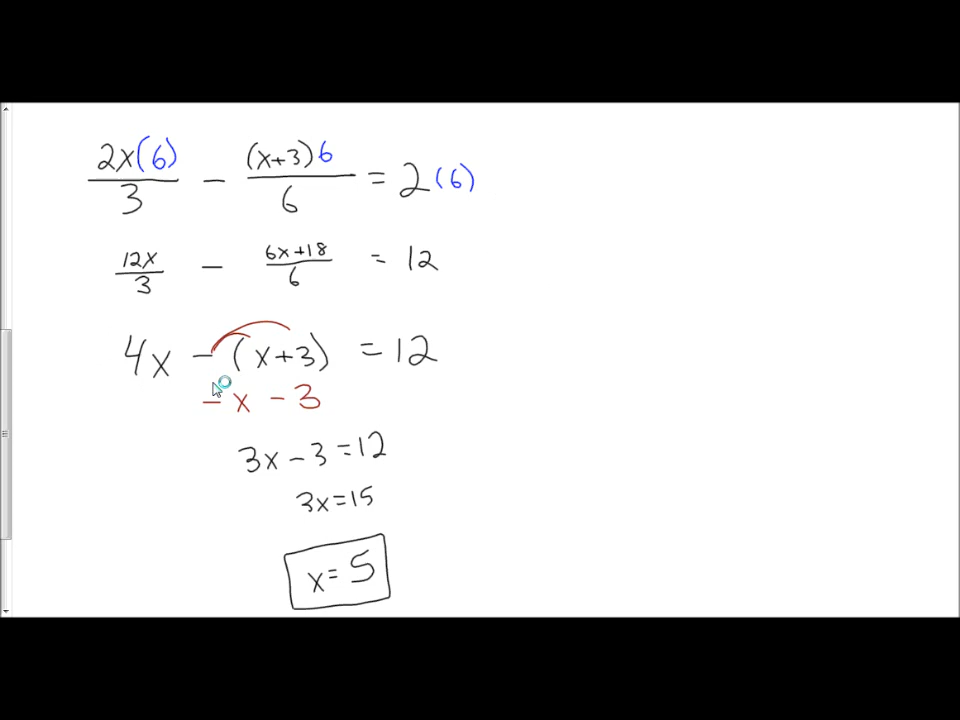 2x(6)/3 - (x+3)6/6 = 2(6)
12x/3 - 6x+18/6 = 12
4x - (x+3) = 12
-x - 3
3x - 3 = 12
3x = 15
x = 5